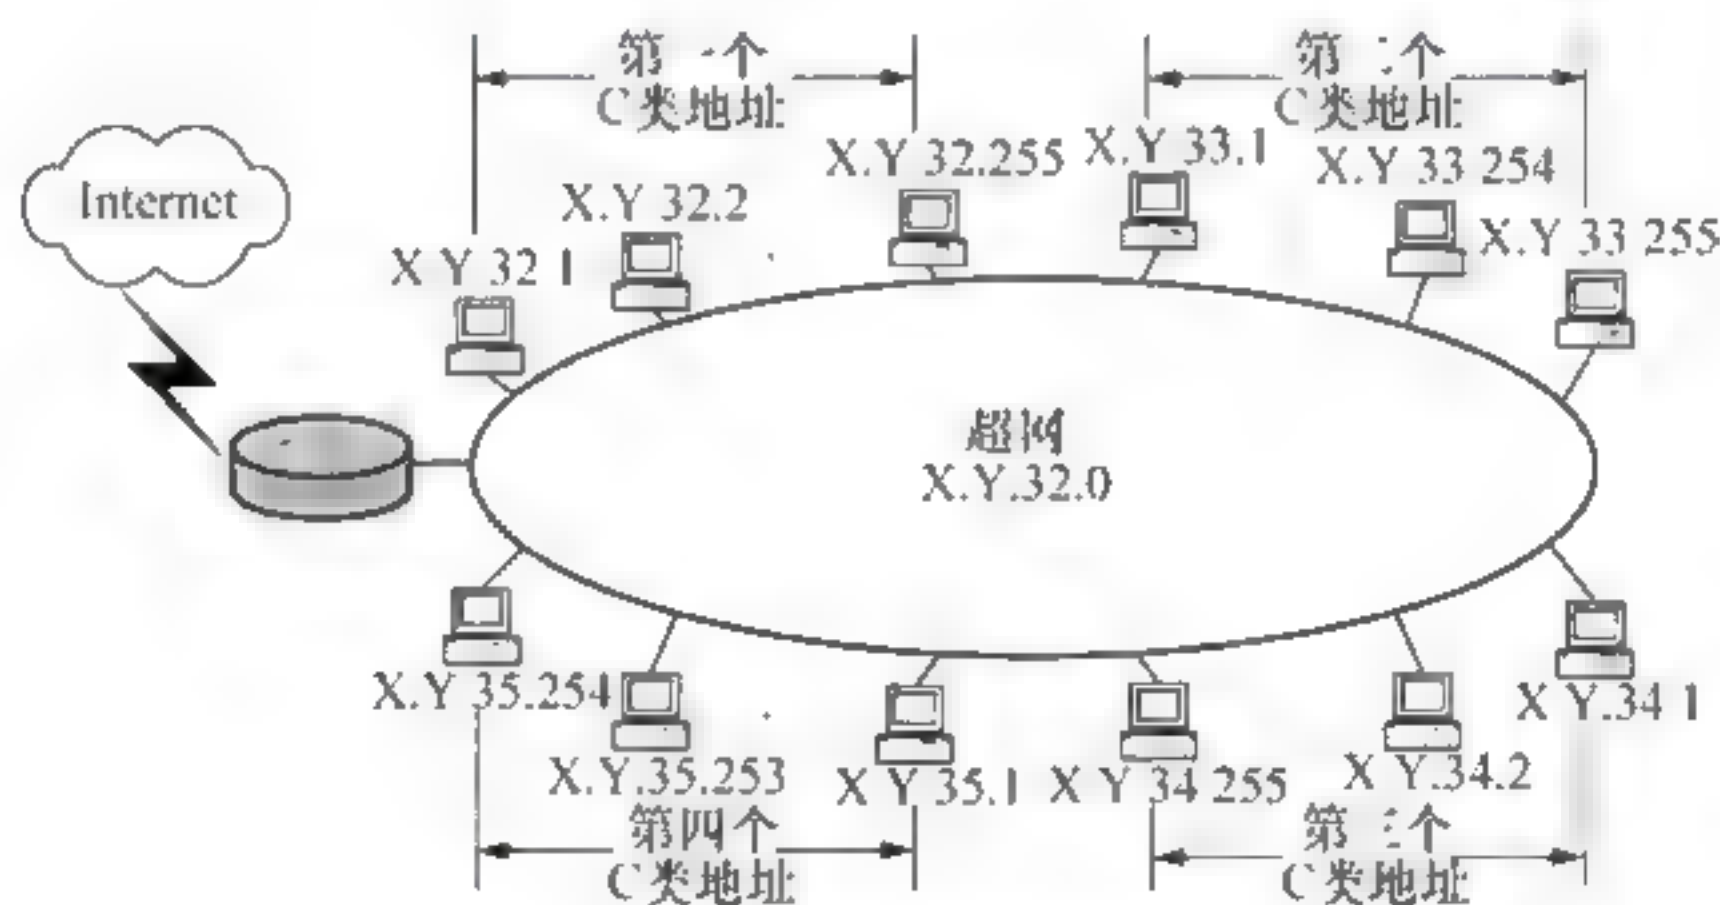 第一个
C类地址
第二个
C类地址
X.Y 32.255
X.Y 33.1
X.Y 33 254
Internet
X.Y 32.2
X.Y 33 255
X Y 32 1
超网
X.Y.32.0
X.Y 35.254
X Y.34 1
X.Y.35.253
X Y 35.1
X Y 34 255
X Y.34.2
第四个
C类地址
第三个
C类地址